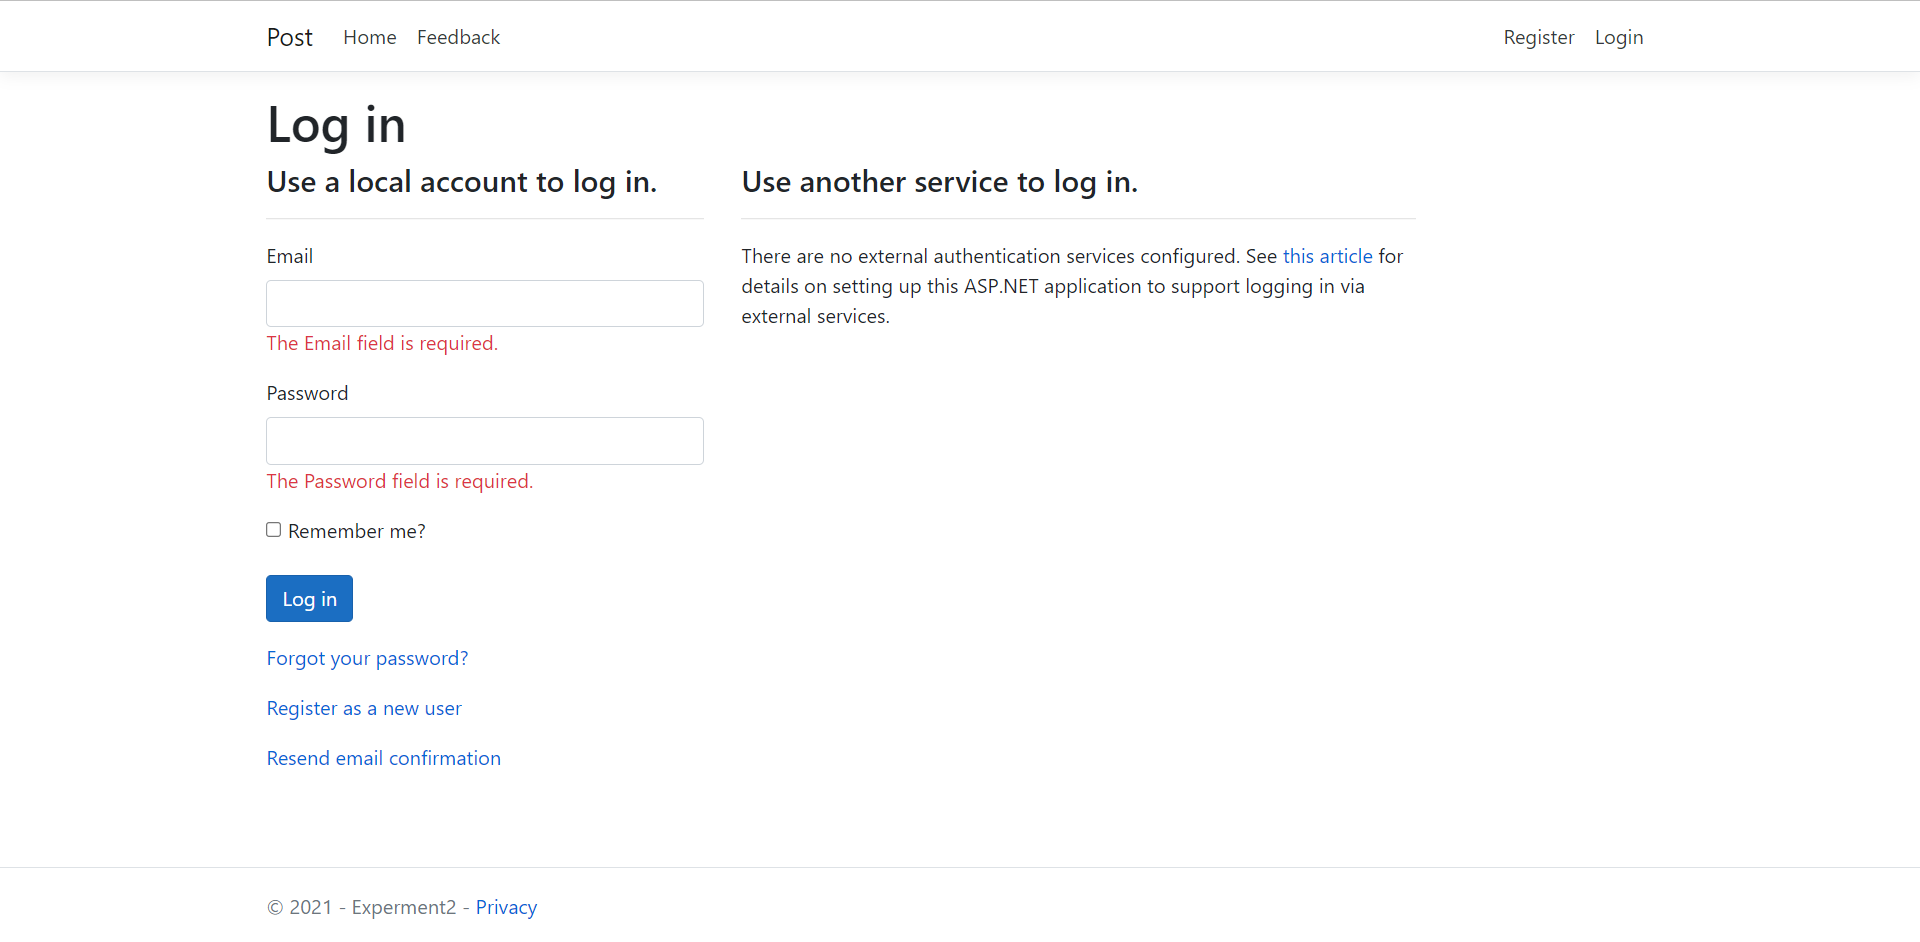 Post Home Feedback Register Login
Log in
Use a local account to log in.
Email
The Email field is required.
Password
The Password field is required.
Remember me?
Log in
Forgot your password?
Register as a new user
Resend email confirmation
Use another service to log in.
There are no external authentication services configured. See this article for
details on setting up this ASP.NET application to support logging in via
external services.
© 2021 - Experment2 - Privacy